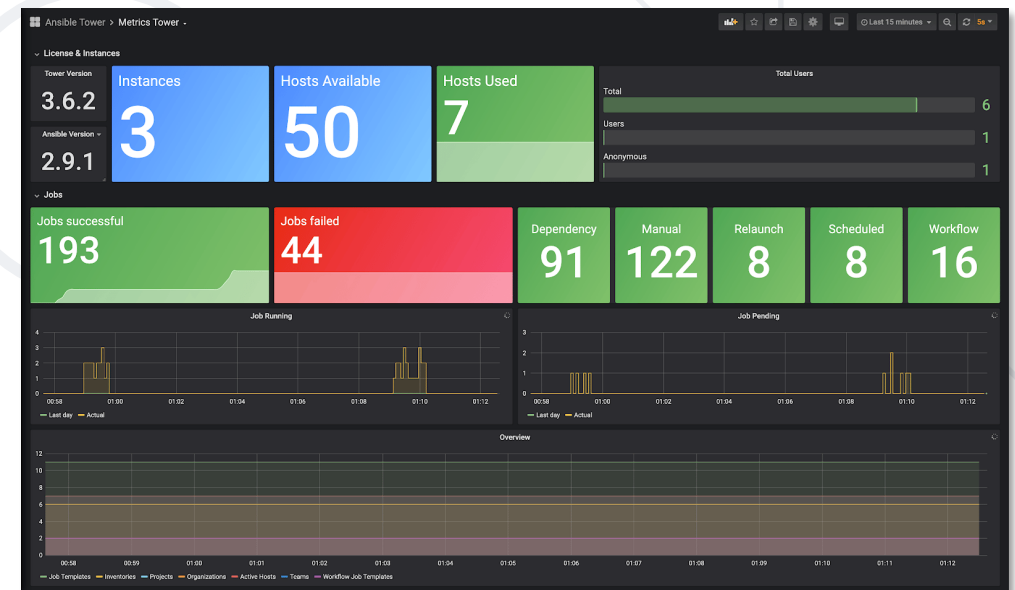 Ansible Tower > Metrics Tower
Last 15 minutes
5s
License & Instances
Tower Version
3.6.2
Ansible Version
2.9.1
Instances
3
Hosts Available
50
Hosts Used
7
Total Users
Total
6
Users
1
Anonymous
1
Jobs
Jobs successful
193
Jobs failed
44
Dependency
91
Manual
122
Relaunch
8
Scheduled
8
Workflow
16
Job Running
4
3
2
1
0
00:58 01:00 01:02 01:04 01:06 01:08 01:10 01:12
Last day Actual
Job Pending
3
2
1
0
00:58 01:00 01:02 01:04 01:06 01:08 01:10 01:12
Last day Actual
Overview
12
10
8
6
4
2
0
00:58 00:59 01:00 01:01 01:02 01:03 01:04 01:05 01:06 01:07 01:08 01:09 01:10 01:11 01:12
Job Templates Inventories Projects Organizations Active Hosts Teams Workflow Job Templates